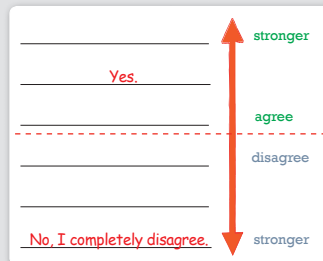 stronger
Yes.
agree
disagree
No, I completely disagree.
stronger